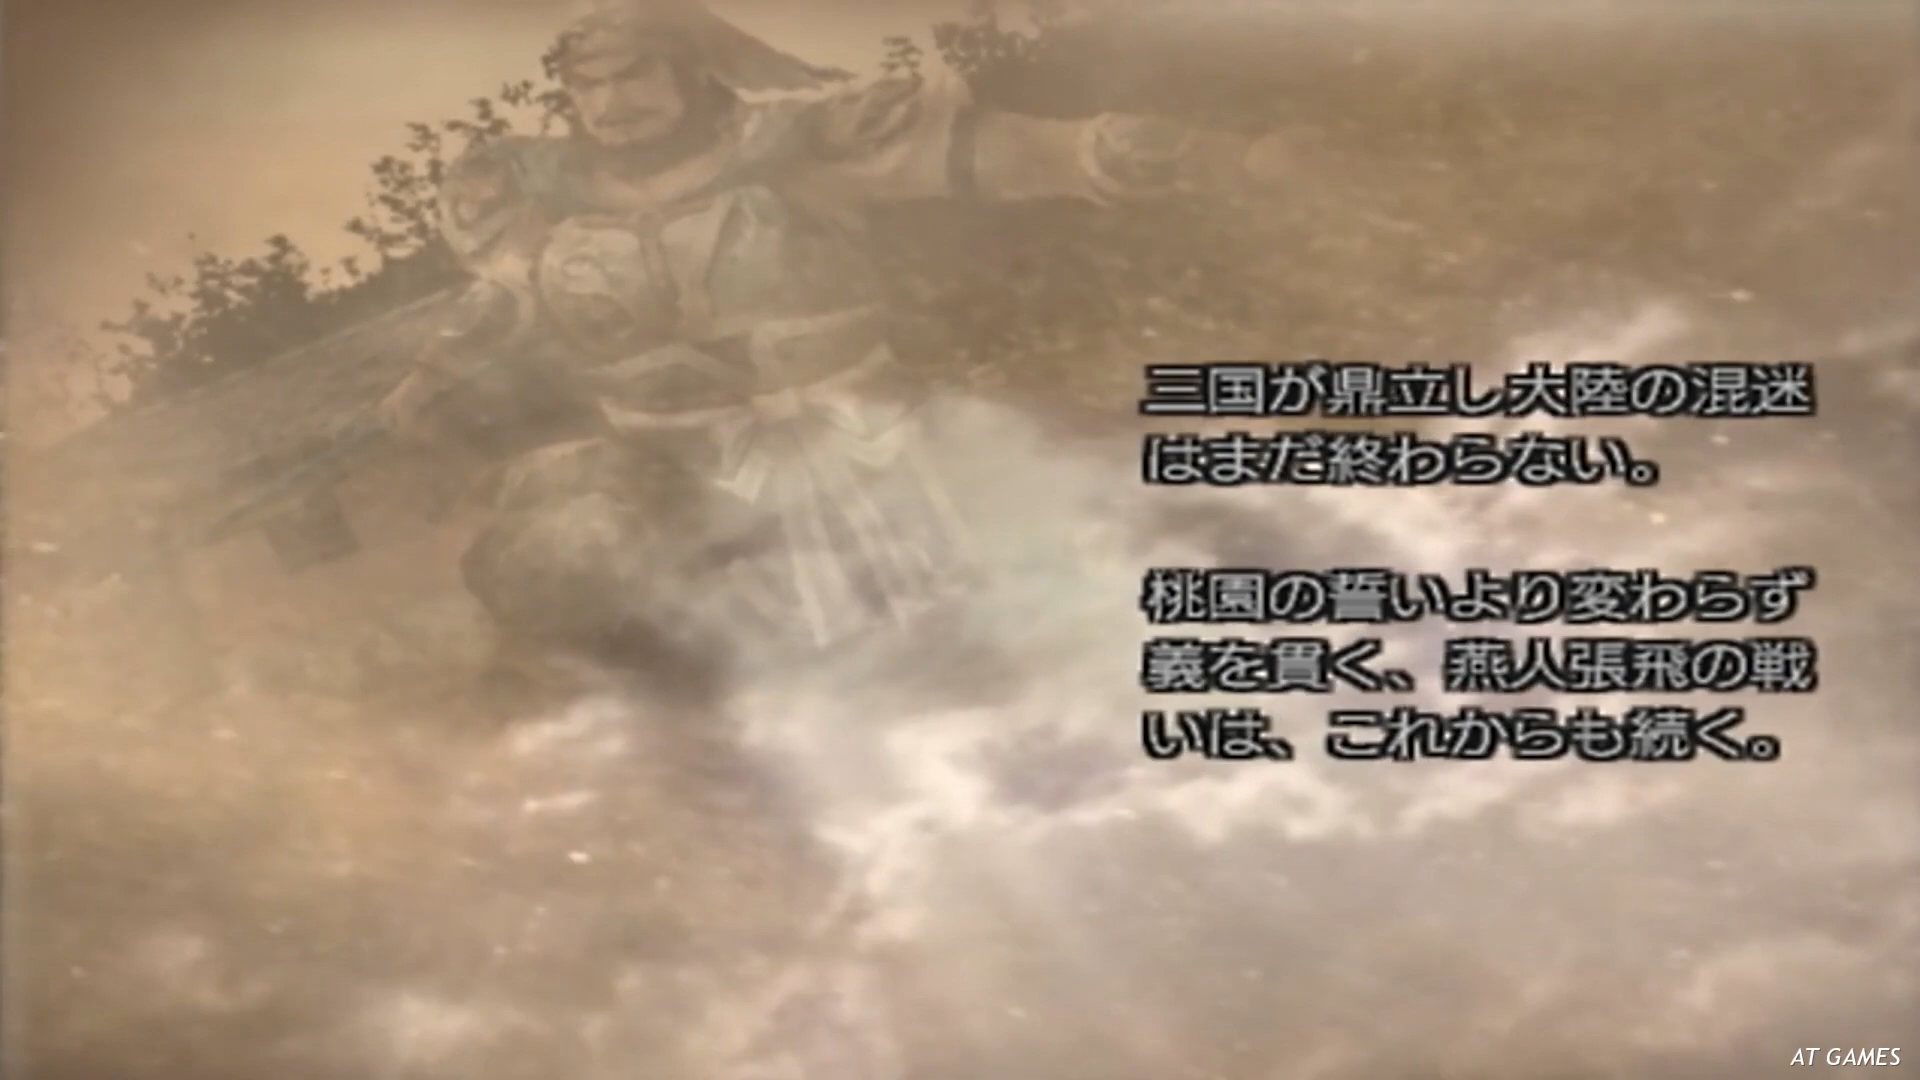 三国が鼎立し大陸の混迷
はまだ終わらない。
桃園の誓いより変わらず
義を貫く、燕人張飛の戦
いは、これからも続く。
AT GAMES